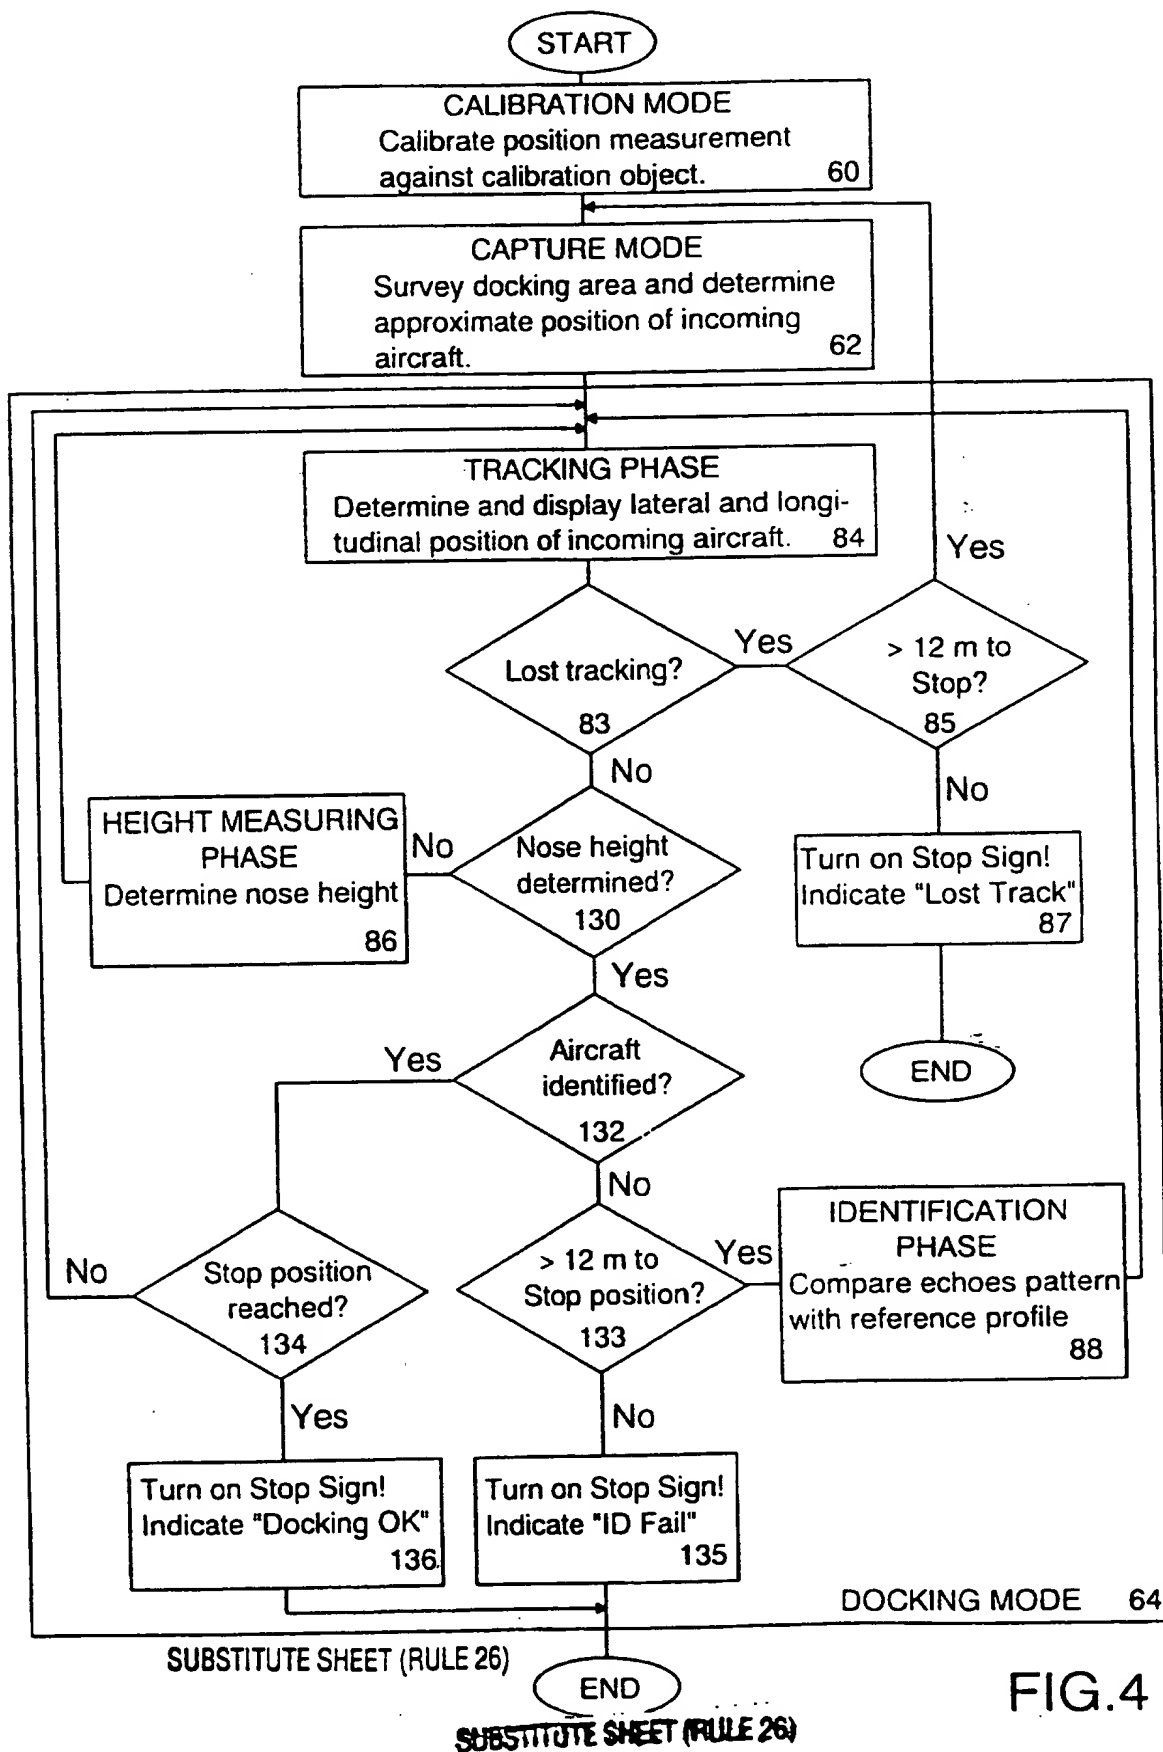 START
CALIBRATION MODE
Calibrate position measurement
against calibration object.
60
CAPTURE MODE
Survey docking area and determine
approximate position of incoming
aircraft.
62
TRACKING PHASE
Determine and display lateral and longi-
tudinal position of incoming aircraft. 84
Yes
Lost tracking?
83
Yes
> 12 m to
Stop?
85
No
No
HEIGHT MEASURING
PHASE
Determine nose height
86
No
Nose height
determined?
130
Turn on Stop Sign!
Indicate "Lost Track"
87
Yes
END
Yes
Aircraft
identified?
132
No
No
Stop position
reached?
134
> 12 m to
Stop position?
133
Yes
IDENTIFICATION
PHASE
Compare echoes pattern
with reference profile
88
Yes
No
Turn on Stop Sign!
Indicate "Docking OK"
136
Turn on Stop Sign!
Indicate "ID Fail"
135
DOCKING MODE 64
SUBSTITUTE SHEET (RULE 26)
END
FIG.4
SUBSTITUTE SHEET (RULE 26)